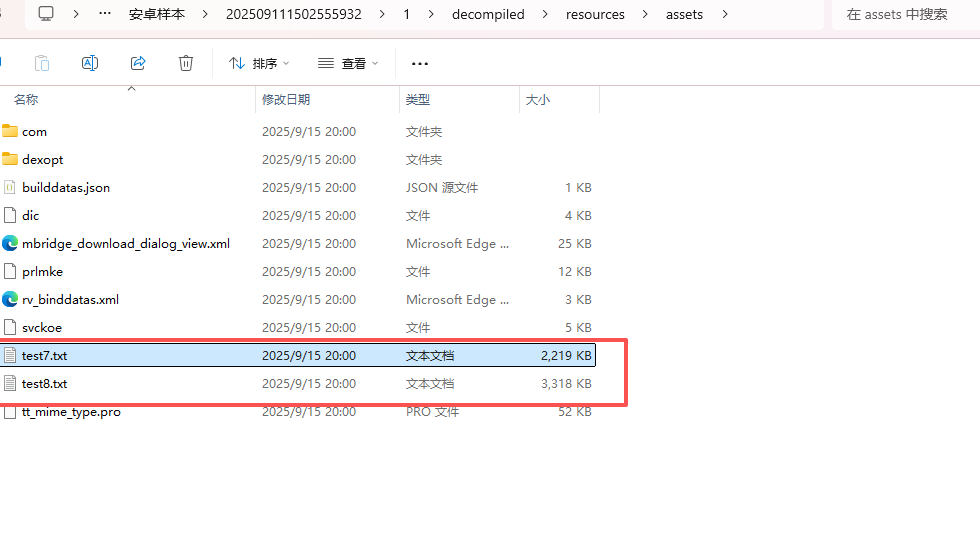 ··· 安卓样本 202509111502555932 1 decompiled resources assets 在 assets 中搜索
排序 查看 ···
名称 修改日期 类型 大小
com 2025/9/15 20:00 文件夹
dexopt 2025/9/15 20:00 文件夹
builddatas.json 2025/9/15 20:00 JSON 源文件 1 KB
dic 2025/9/15 20:00 文件 4 KB
mbridge_download_dialog_view.xml 2025/9/15 20:00 Microsoft Edge ... 25 KB
prlmke 2025/9/15 20:00 文件 12 KB
rv_binddatas.xml 2025/9/15 20:00 Microsoft Edge ... 3 KB
svckoe 2025/9/15 20:00 文件 5 KB
test7.txt 2025/9/15 20:00 文本文档 2,219 KB
test8.txt 2025/9/15 20:00 文本文档 3,318 KB
tt_mime_type.pro 2025/9/15 20:00 PRO 文件 52 KB